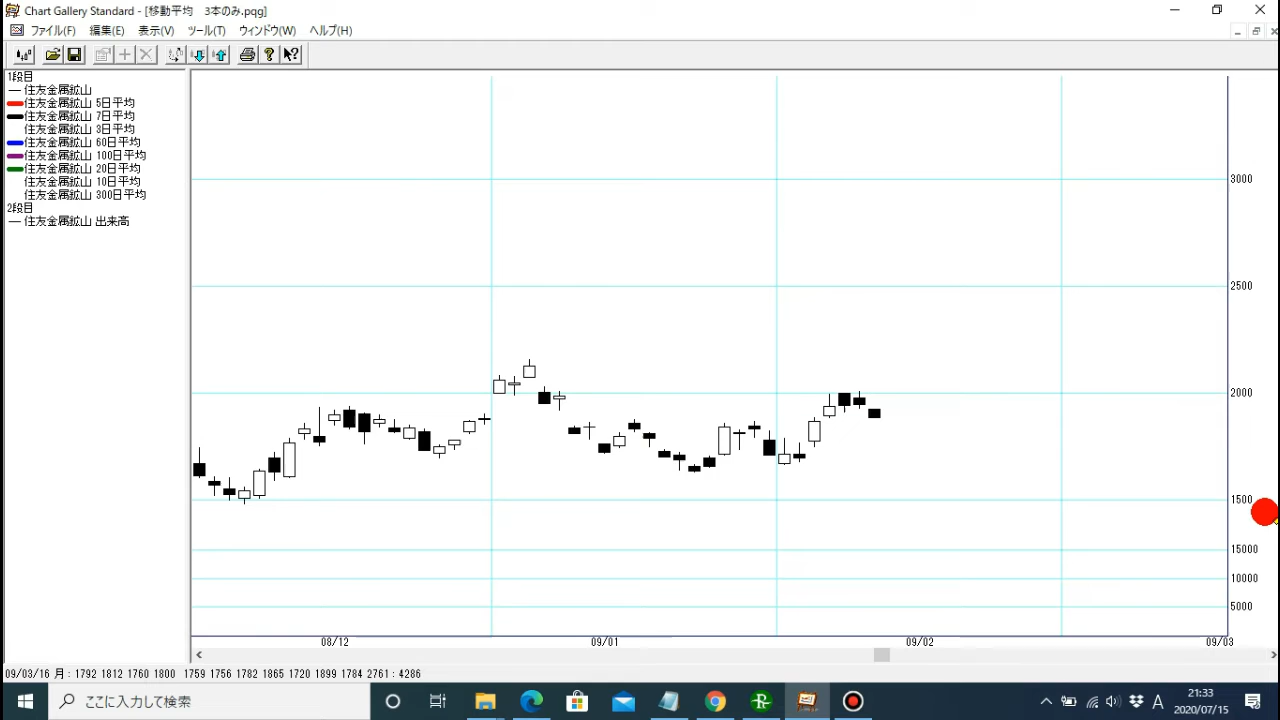 Chart Gallery Standard - [移動平均　3本のみ.pqg]
ファイル(F) 編集(E) 表示(V) ツール(T) ウィンドウ(W) ヘルプ(H)
1段目
住友金属鉱山
住友金属鉱山 5日平均
住友金属鉱山 7日平均
住友金属鉱山 3日平均
住友金属鉱山 60日平均
住友金属鉱山 100日平均
住友金属鉱山 20日平均
住友金属鉱山 10日平均
住友金属鉱山 300日平均
2段目
住友金属鉱山 出来高
3000
2500
2000
1500
15000
10000
5000
08/12 09/01 09/02 09/03
09/03/16 月 : 1792 1812 1760 1800 1759 1756 1782 1865 1720 1899 1784 2761 : 4286
ここに入力して検索
A
21:33
2020/07/15